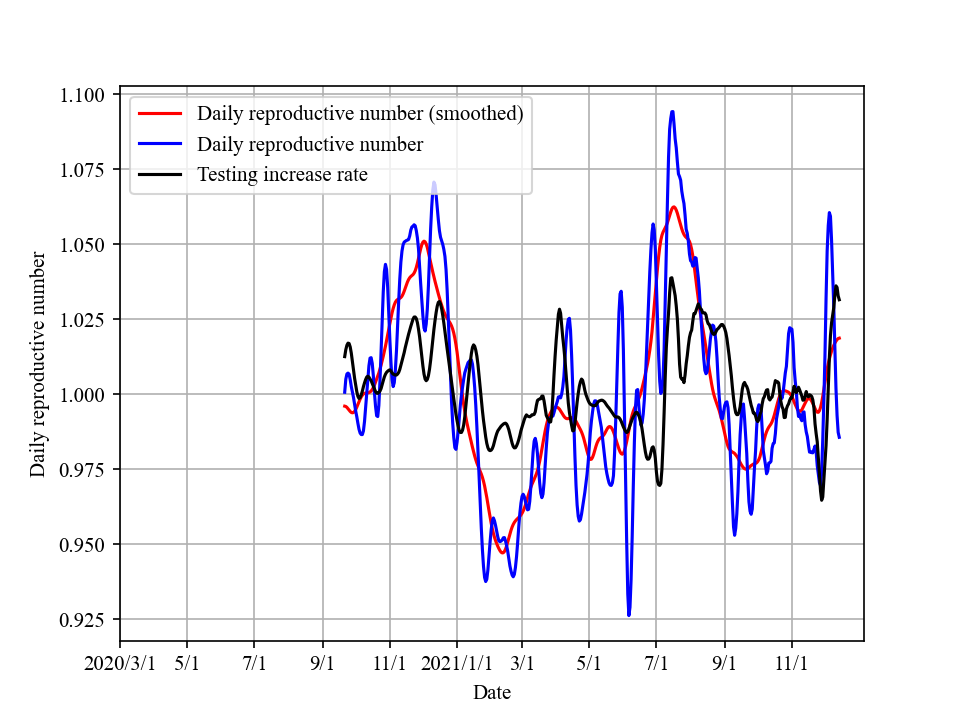 Daily reproductive number (smoothed)
Daily reproductive number
Testing increase rate
1.100
1.075
1.050
1.025
1.000
0.975
0.950
0.925
Daily reproductive number
2020/3/1 5/1 7/1 9/1 11/1 2021/1/1 3/1 5/1 7/1 9/1 11/1
Date